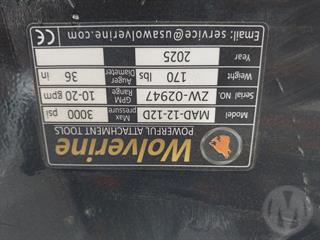 Wolverine
POWERFUL ATTACHMENT TOOLS
Model MAD-12-12D Max pressure 3000 psi
SERIAL NO. ZW-02947 GPM Range 10-20 gpm
Weight 170 lbs Auger Diameter 36 in
Year 2025
Email: service@usawolverine.com
CE
PICKLES